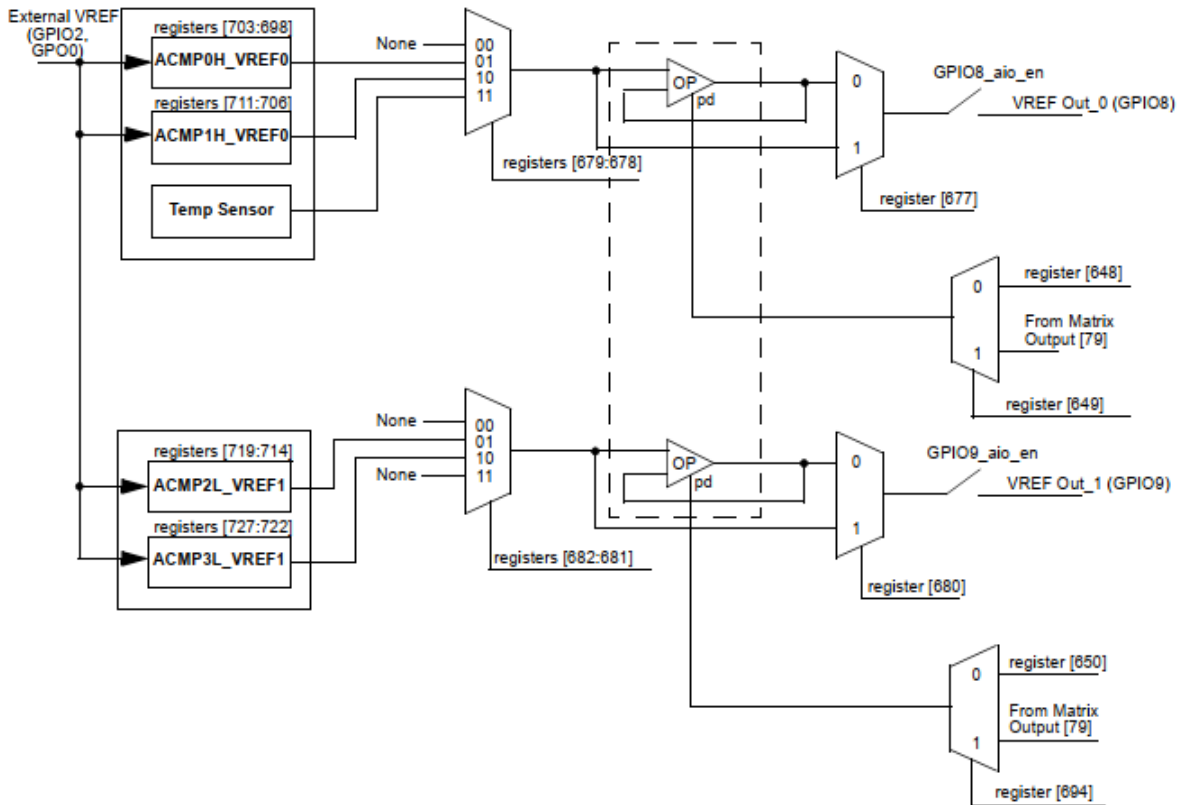 External VREF
(GPIO2,
GPO0)
registers [703:698]
ACMP0H_VREF0
registers [711:706]
ACMP1H_VREF0
Temp Sensor
None
00
01
10
11
registers [679:678]
OP
pd
0
1
GPIO8_aio_en
VREF Out_0 (GPIO8)
register [677]
0
1
register [648]
From Matrix
Output [79]
register [649]
registers [719:714]
ACMP2L_VREF1
registers [727:722]
ACMP3L_VREF1
None
None
00
01
10
11
registers [682:681]
OP
pd
0
1
GPIO9_aio_en
VREF Out_1 (GPIO9)
register [680]
0
1
register [650]
From Matrix
Output [79]
register [694]